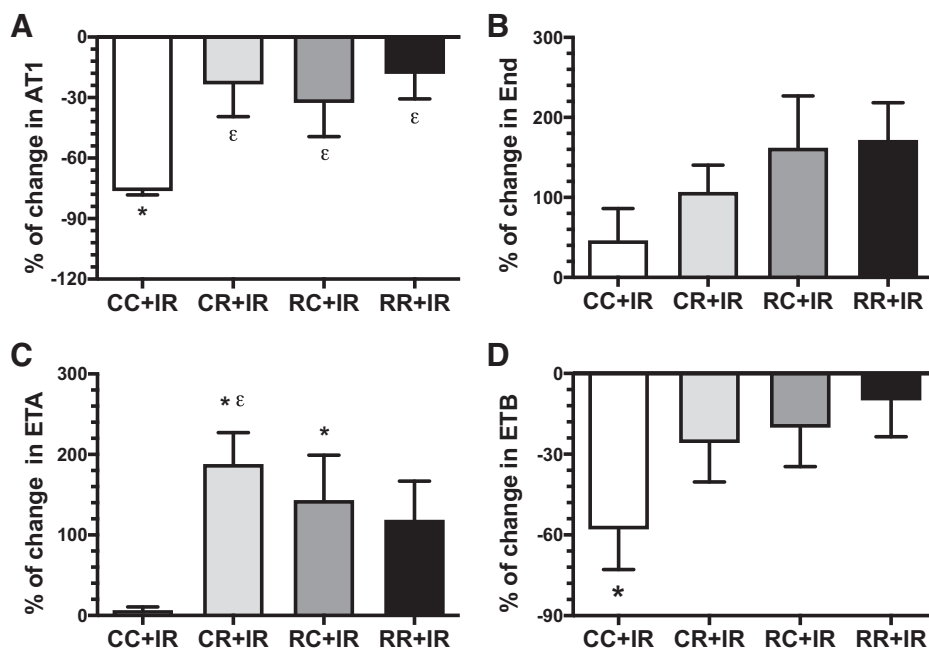 A
% of change in AT1
0
-30
-60
-90
-120
ε
ε
ε
*
CC+IR CR+IR RC+IR RR+IR
B
% of change in End
300
200
100
0
CC+IR CR+IR RC+IR RR+IR
C
% of change in ETA
300
200
100
0
* ε
*
CC+IR CR+IR RC+IR RR+IR
D
% of change in ETB
0
-30
-60
-90
*
CC+IR CR+IR RC+IR RR+IR